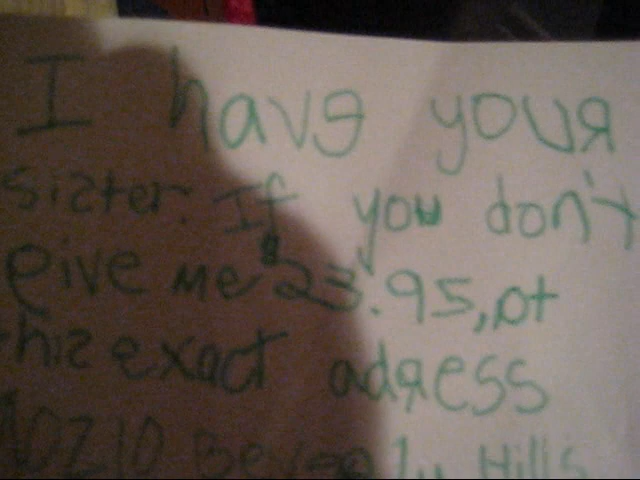 I have your
sister. If you don't
give me $23.95, at
this exact adress
90210 Beverly Hills